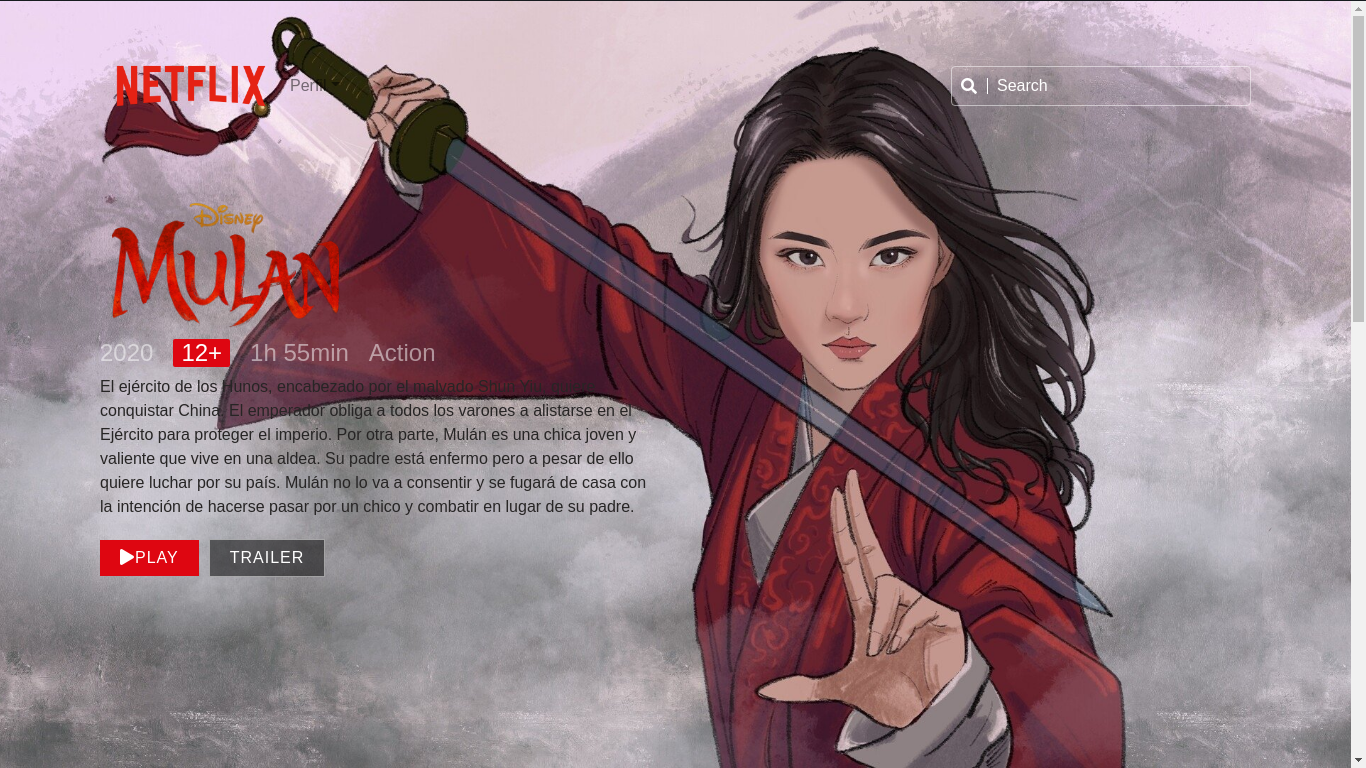 NETFLIX
Perfil
Search
Disney
MULAN
2020 12+ 1h 55min Action
El ejército de los Hunos, encabezado por el malvado Shan Yu,
conquistar China. El emperador obliga a todos los varones a alistarse en el
Ejército para proteger el imperio. Por otra parte, Mulán es una chica joven y
valiente que vive en una aldea. Su padre está enfermo pero a pesar de ello
quiere luchar por su país. Mulán no lo va a consentir y se fugará de casa con
la intención de hacerse pasar por un chico y combatir en lugar de su padre.
PLAY TRAILER